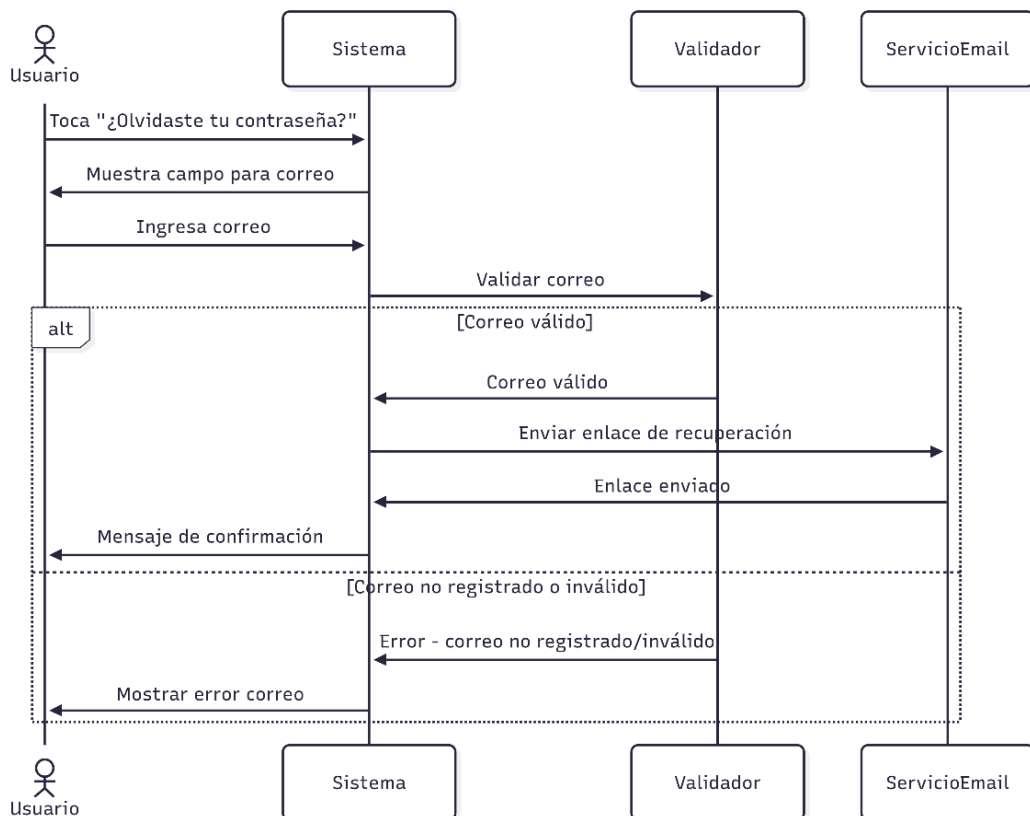 Usuario
Sistema
Validador
ServicioEmail
Toca "¿Olvidaste tu contraseña?"
Muestra campo para correo
Ingresa correo
Validar correo
alt
[Correo válido]
Correo válido
Enviar enlace de recuperación
Enlace enviado
Mensaje de confirmación
[Correo no registrado o inválido]
Error - correo no registrado/inválido
Mostrar error correo
Usuario
Sistema
Validador
ServicioEmail